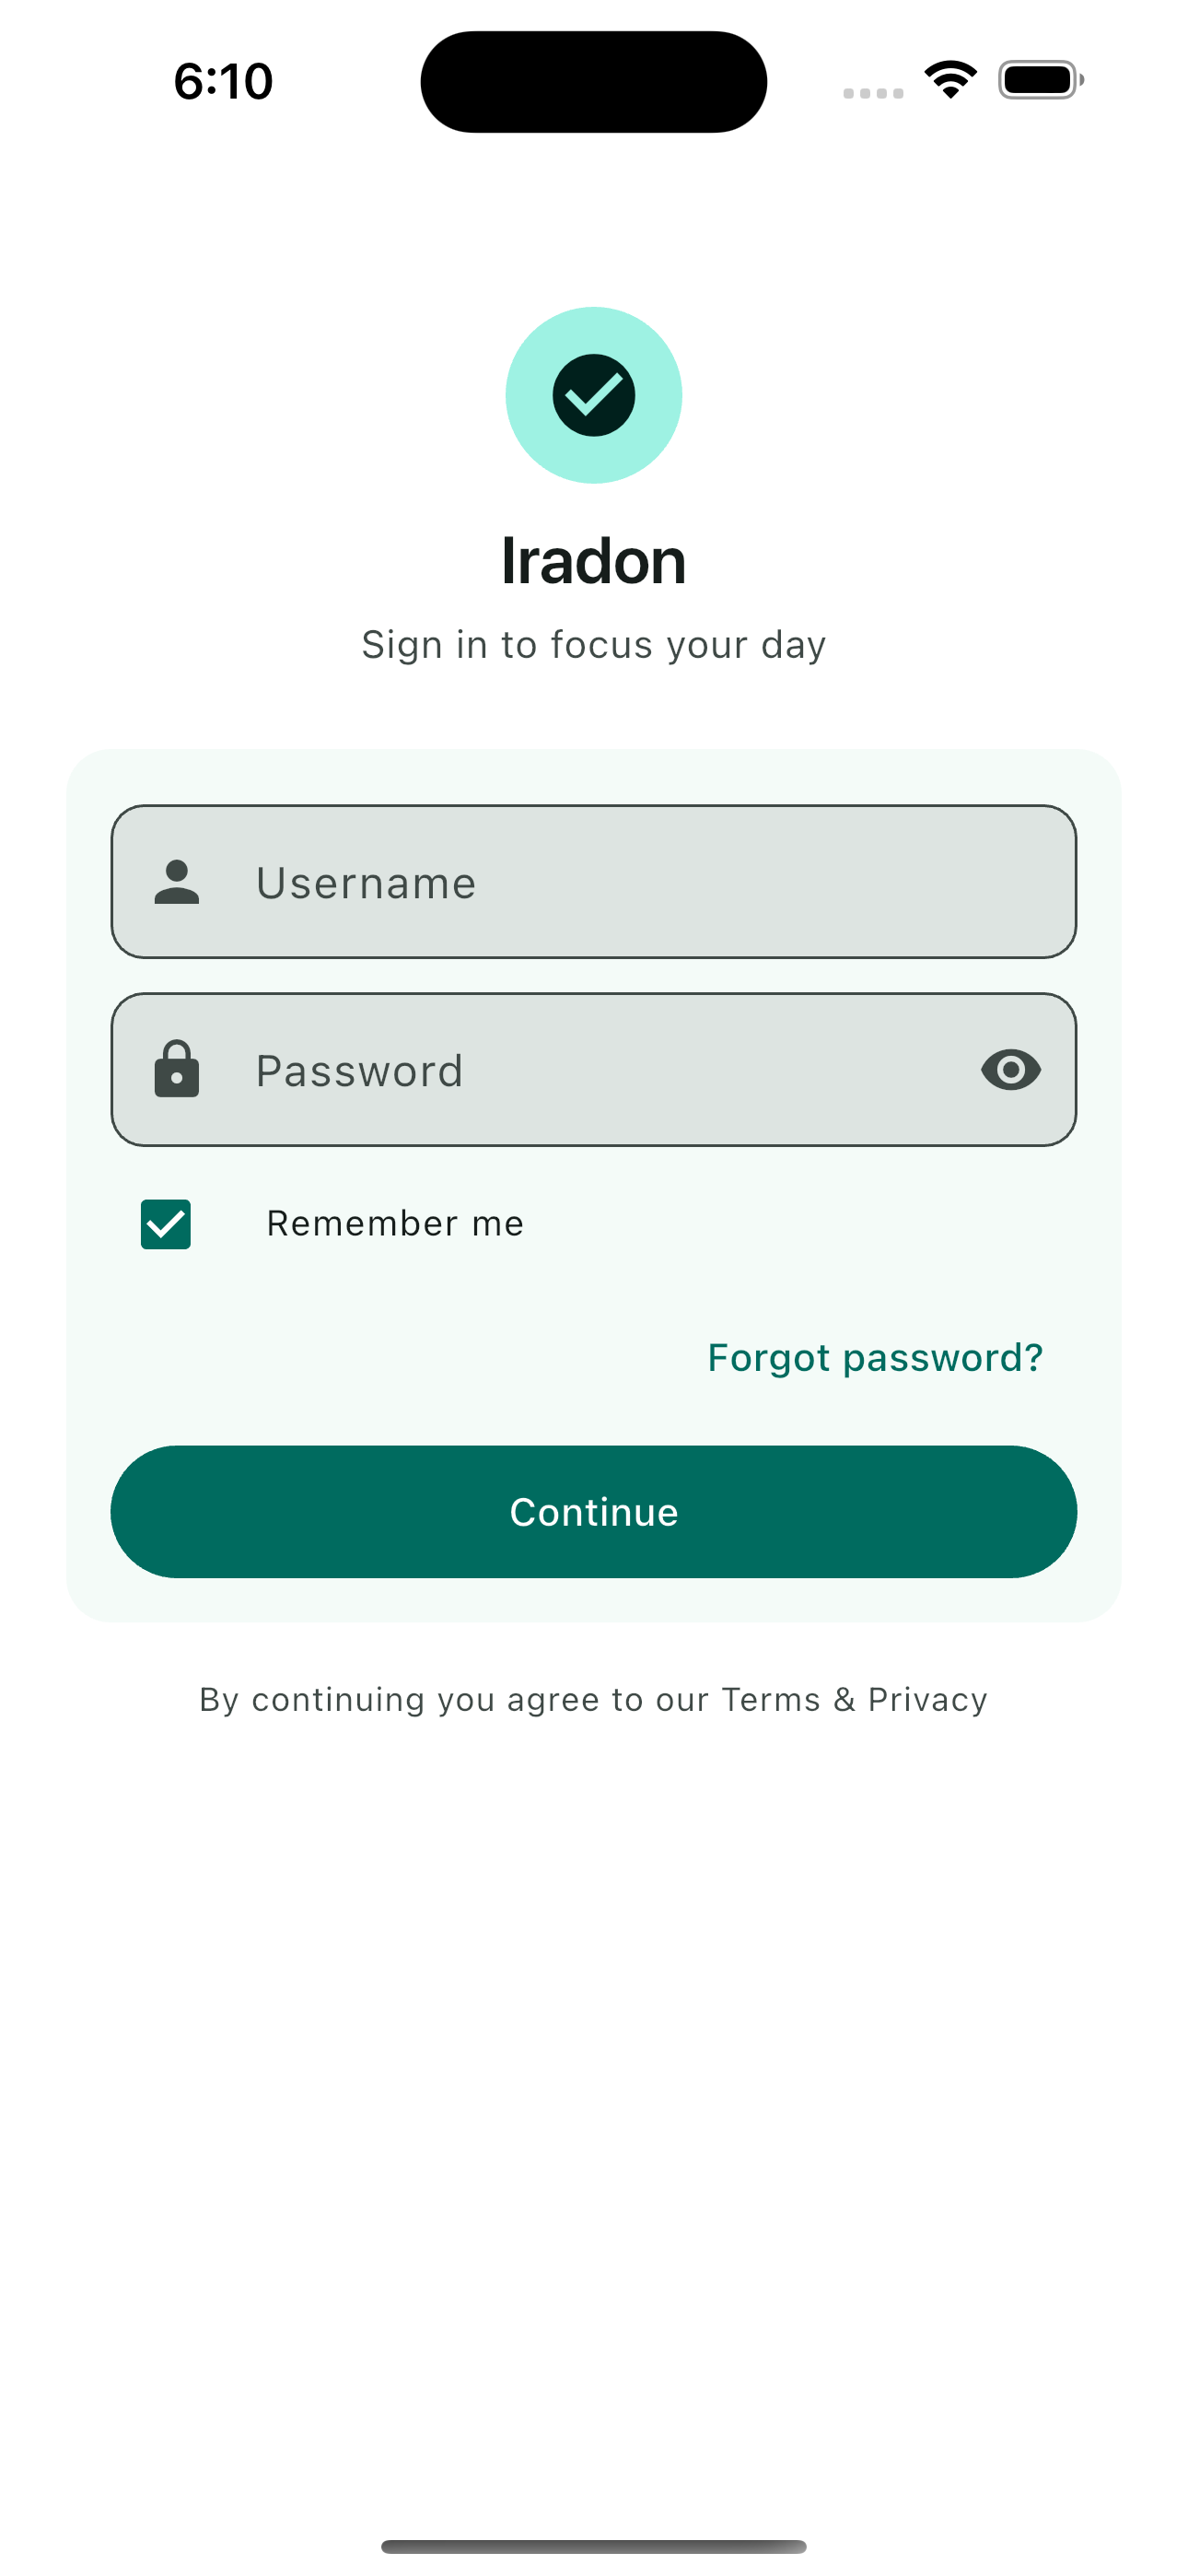 6:10
Iradon
Sign in to focus your day
Username
Password
Remember me
Forgot password?
Continue
By continuing you agree to our Terms & Privacy